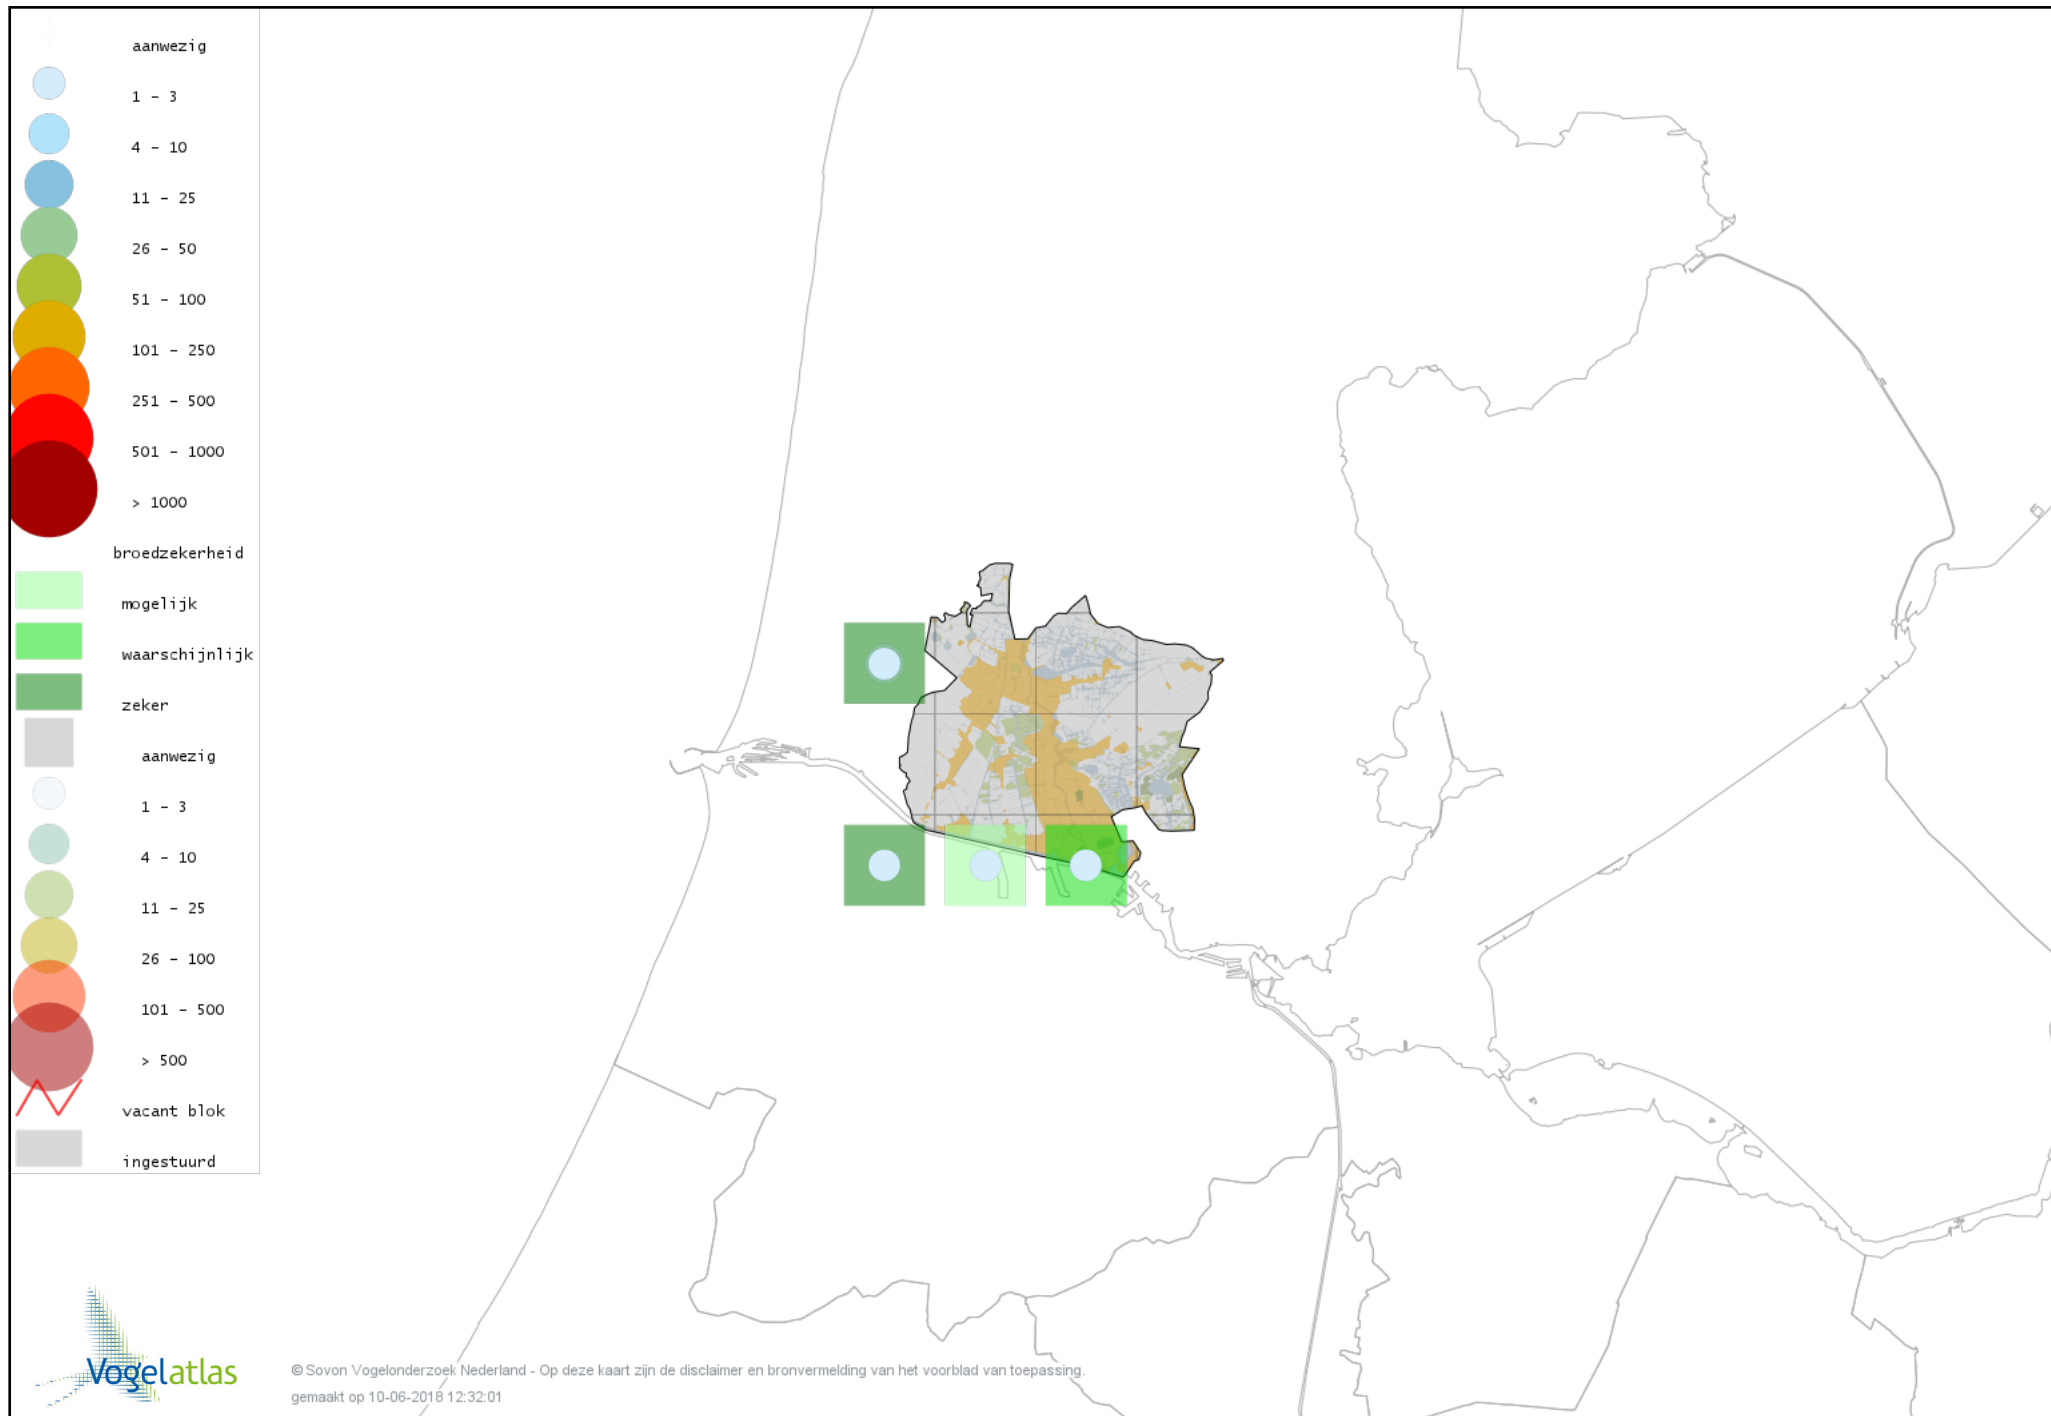 aanwezig
1 - 3
4 - 10
11 - 25
26 - 50
51 - 100
101 - 250
251 - 500
501 - 1000
> 1000
broedzekerheid
mogelijk
waarschijnlijk
zeker
aanwezig
1 - 3
4 - 10
11 - 25
26 - 100
101 - 500
> 500
vacant blok
ingestuurd
Vogelatlas
© Sovon Vogelonderzoek Nederland - Op deze kaart zijn de disclaimer en bronvermelding van het voorblad van toepassing.
gemaakt op 10-06-2018 12:32:01